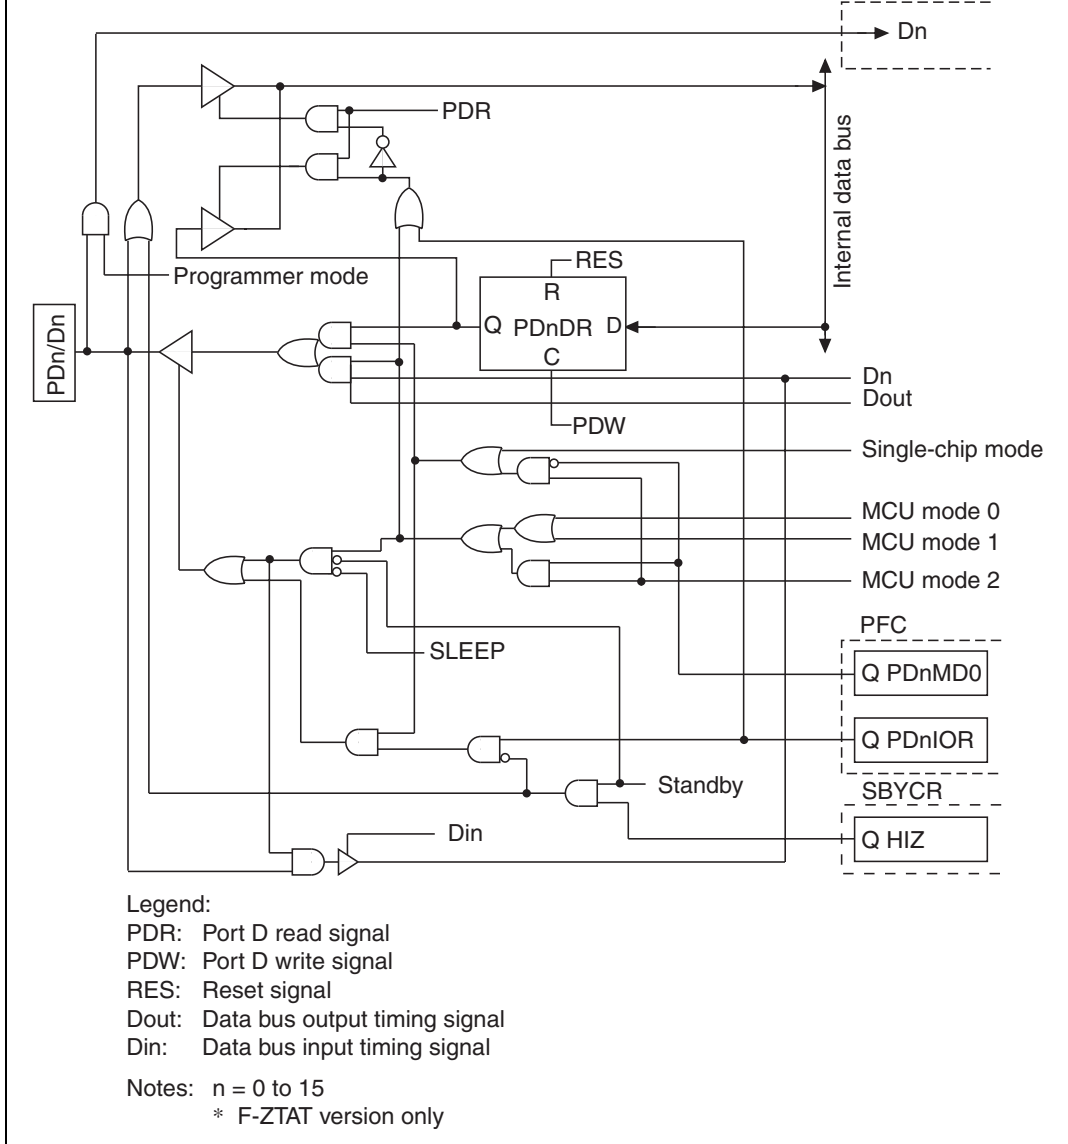 Dn
PDR
Internal data bus
Programmer mode
RES
R
Q PDnDR D
C
PDn/Dn
Dn
Dout
PDW
Single-chip mode
MCU mode 0
MCU mode 1
MCU mode 2
PFC
SLEEP
Q PDnMD0
Q PDnIOR
Standby
SBYCR
Din
Q HIZ
Legend:
PDR: Port D read signal
PDW: Port D write signal
RES: Reset signal
Dout: Data bus output timing signal
Din: Data bus input timing signal
Notes: n = 0 to 15
* F-ZTAT version only